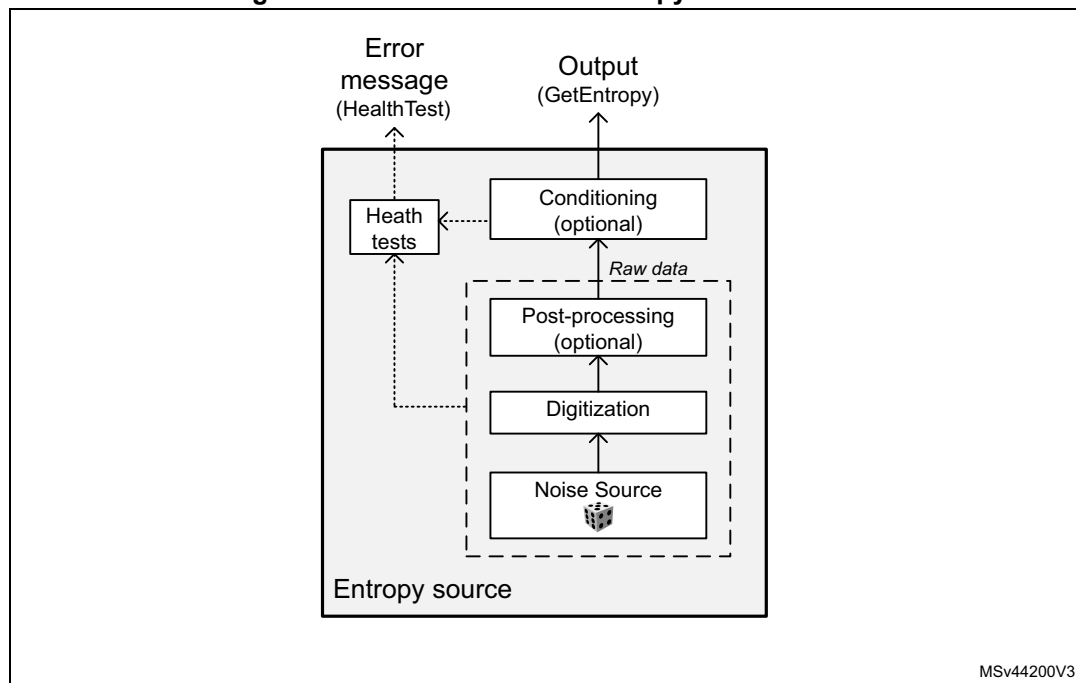 Error
message
(HealthTest)
Output
(GetEntropy)
Conditioning
(optional)
Heath
tests
Raw data
Post-processing
(optional)
Digitization
Noise Source
Entropy source
MSv44200V3